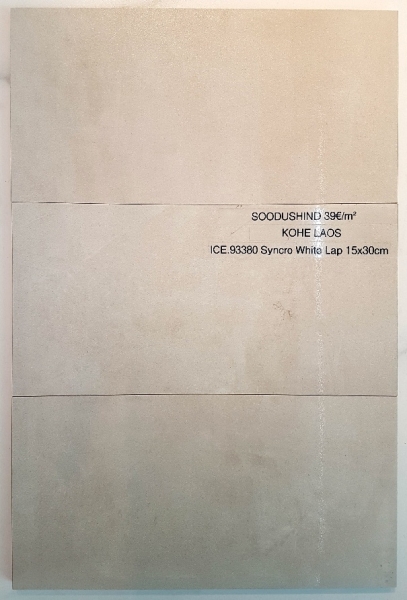 SOODUSHIND 39€/m²
KOHE LAOS
ICE.93380 Syncro White Lap 15x30cm